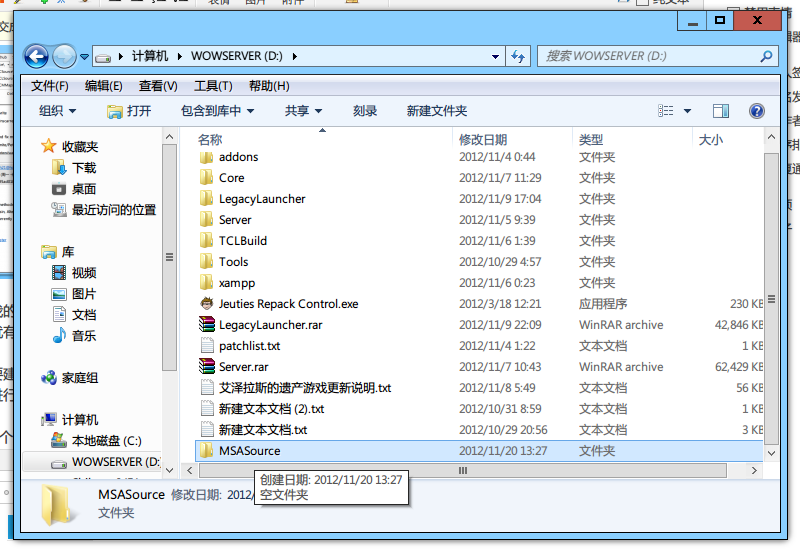 计算机 WOWSERVER (D:)
搜索 WOWSERVER (D:)
文件(F) 编辑(E) 查看(V) 工具(T) 帮助(H)
组织 打开 包含到库中 共享 刻录 新建文件夹
收藏夹
下载
桌面
最近访问的位置
库
视频
图片
文档
音乐
家庭组
计算机
本地磁盘 (C:)
WOWSERVER (D:
名称 修改日期 类型 大小
addons 2012/11/4 0:44 文件夹
Core 2012/11/7 11:29 文件夹
LegacyLauncher 2012/11/9 17:04 文件夹
Server 2012/11/5 9:39 文件夹
TCLBuild 2012/11/6 1:39 文件夹
Tools 2012/10/29 4:57 文件夹
xampp 2012/11/6 0:23 文件夹
Jeuties Repack Control.exe 2012/3/18 12:21 应用程序 230 KB
LegacyLauncher.rar 2012/11/9 22:09 WinRAR archive 42,846 KB
patchlist.txt 2012/11/4 1:22 文本文档 1 KB
Server.rar 2012/11/7 10:43 WinRAR archive 62,429 KB
艾泽拉斯的遗产游戏更新说明.txt 2012/11/8 5:49 文本文档 56 KB
新建文本文档 (2).txt 2012/10/31 8:59 文本文档 1 KB
新建文本文档.txt 2012/10/29 20:56 文本文档 3 KB
MSASource 2012/11/20 13:27 文件夹
创建日期: 2012/11/20 13:27
空文件夹
MSASource 修改日期: 2012/
文件夹